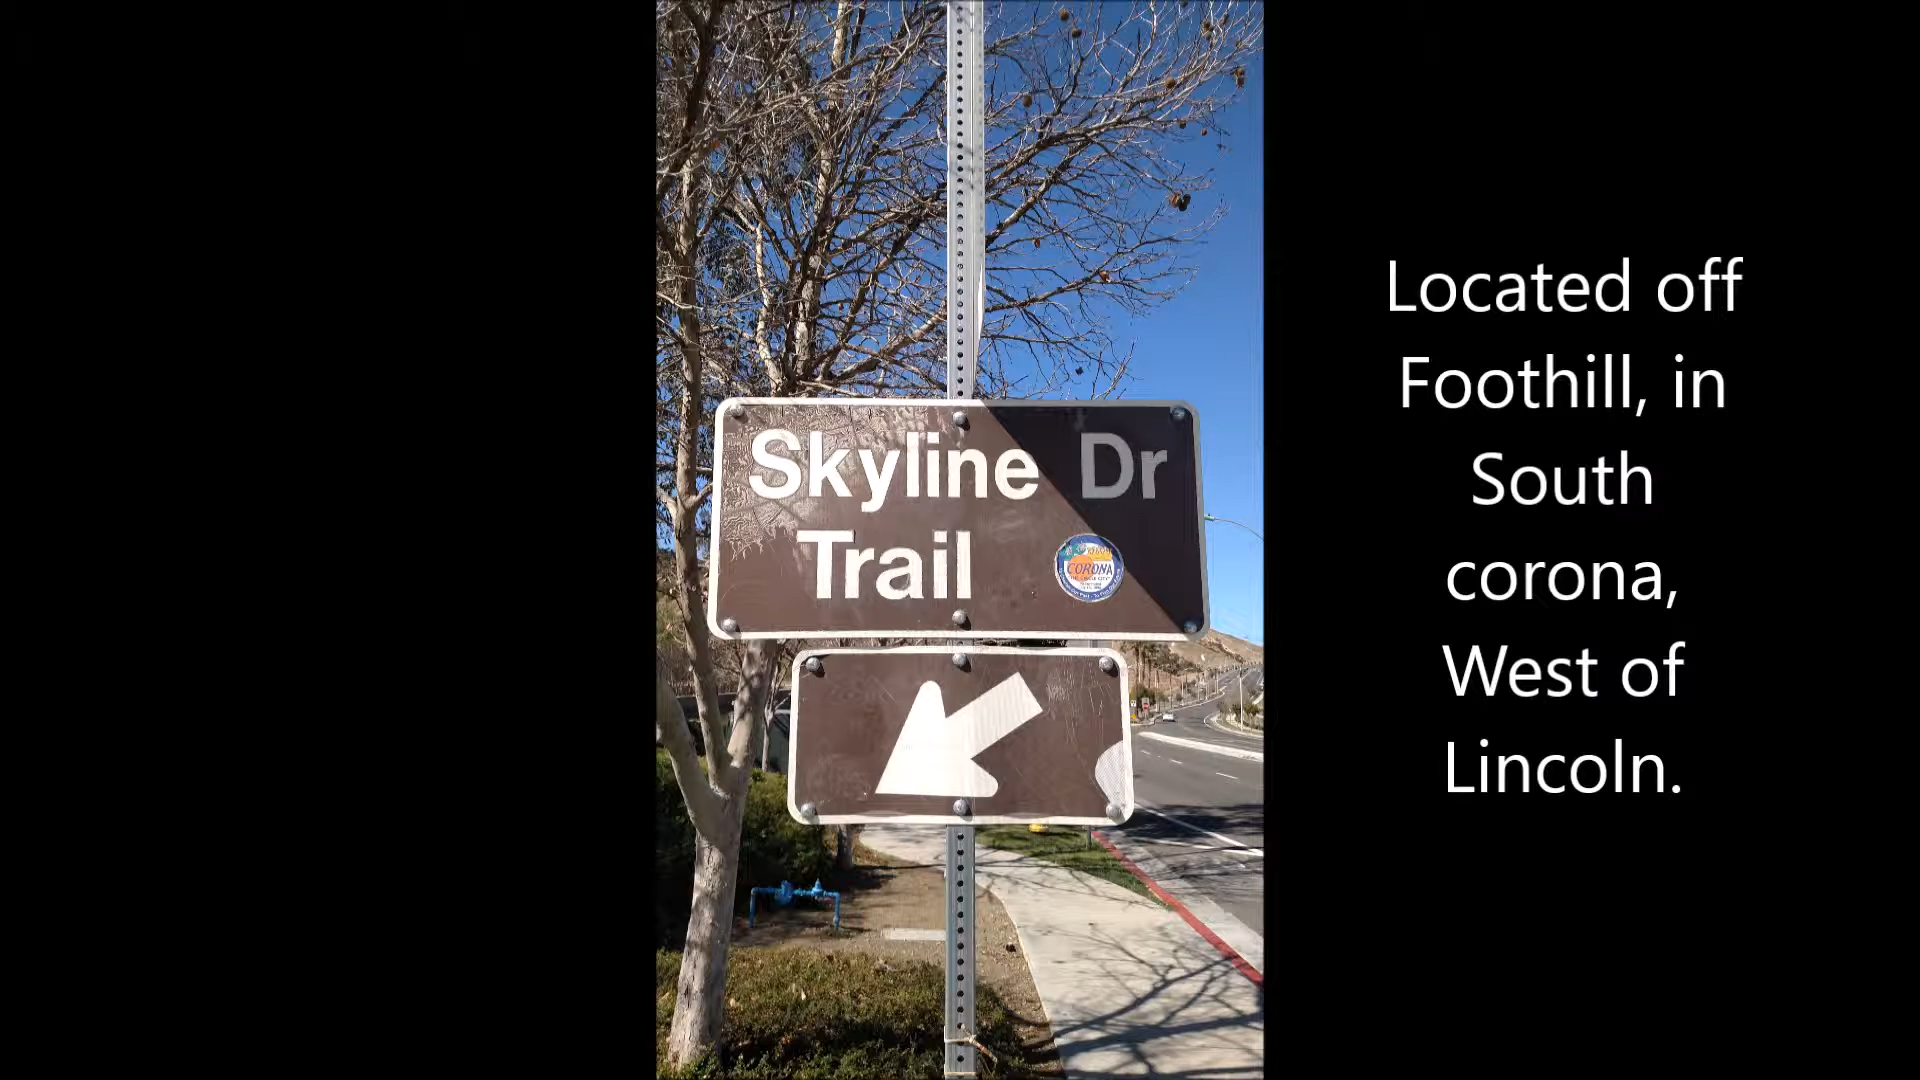 Skyline Dr
Trail
CORONA
Located off
Foothill, in
South
corona,
West of
Lincoln.